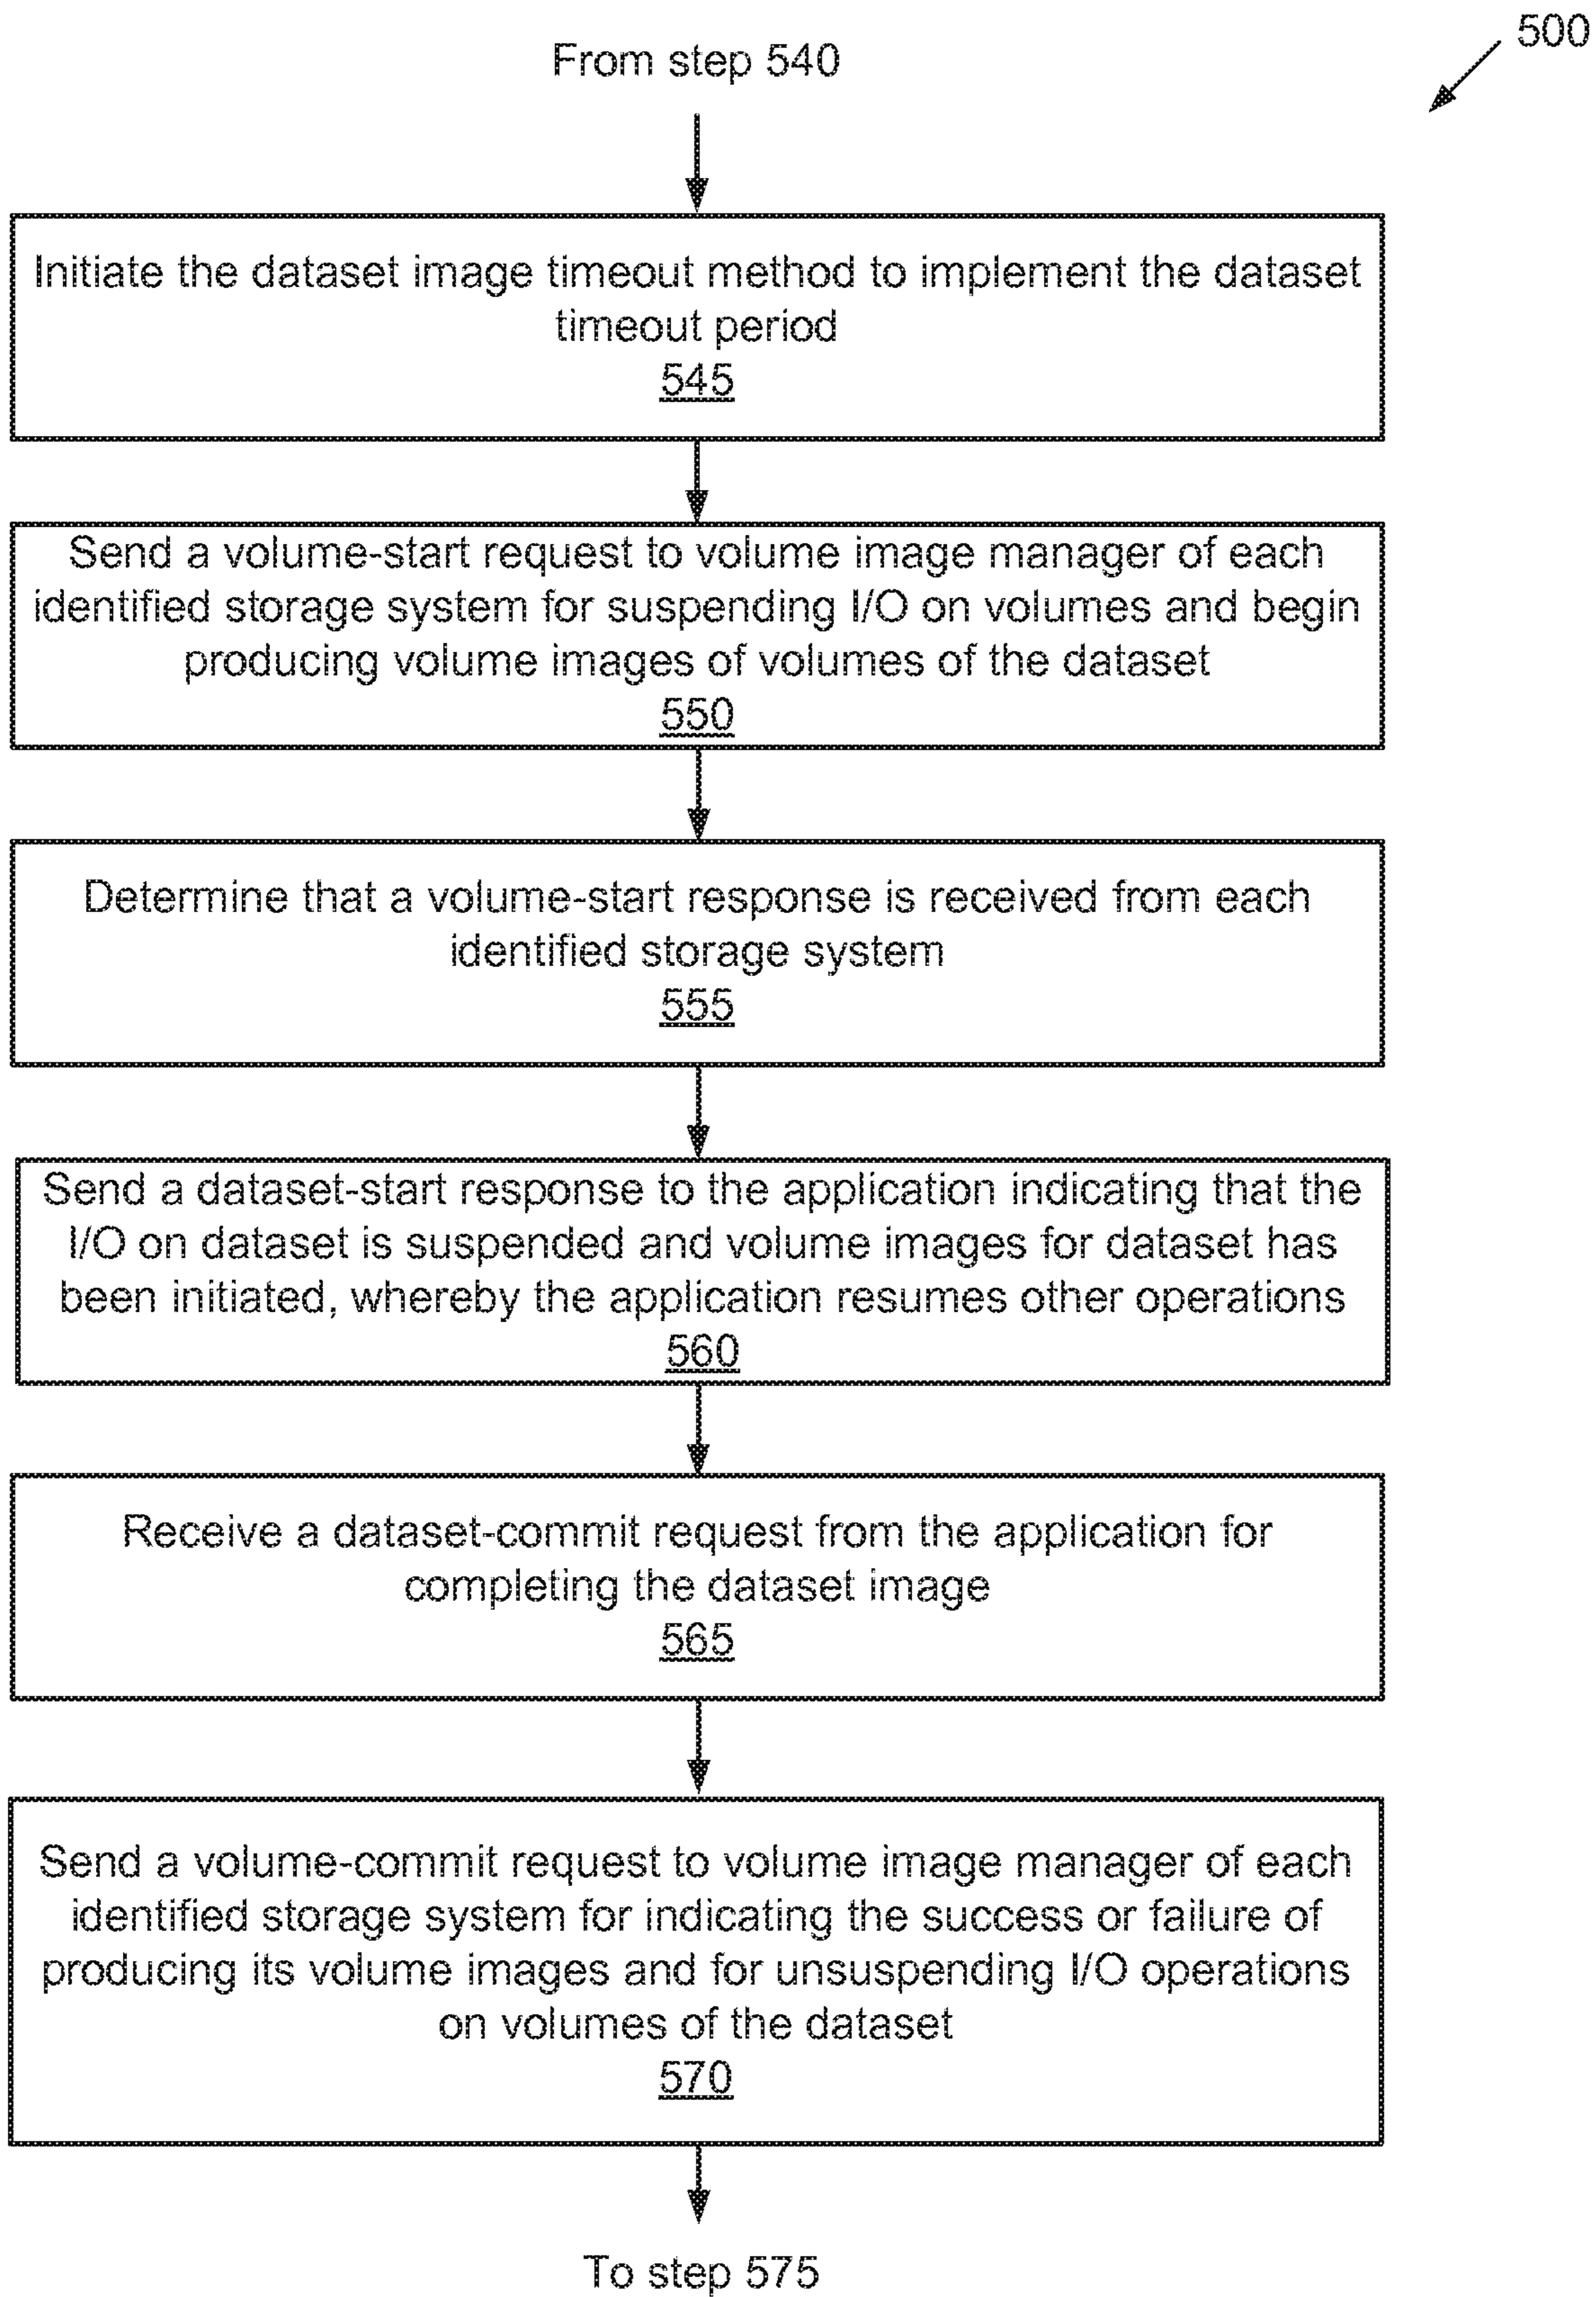 500
From step 540
Initiate the dataset image timeout method to implement the dataset
timeout period
545
Send a volume-start request to volume image manager of each
identified storage system for suspending I/O on volumes and begin
producing volume images of volumes of the dataset
550
Determine that a volume-start response is received from each
identified storage system
555
Send a dataset-start response to the application indicating that the
I/O on dataset is suspended and volume images for dataset has
been initiated, whereby the application resumes other operations
560
Receive a dataset-commit request from the application for
completing the dataset image
565
Send a volume-commit request to volume image manager of each
identified storage system for indicating the success or failure of
producing its volume images and for unsuspending I/O operations
on volumes of the dataset
570
To step 575